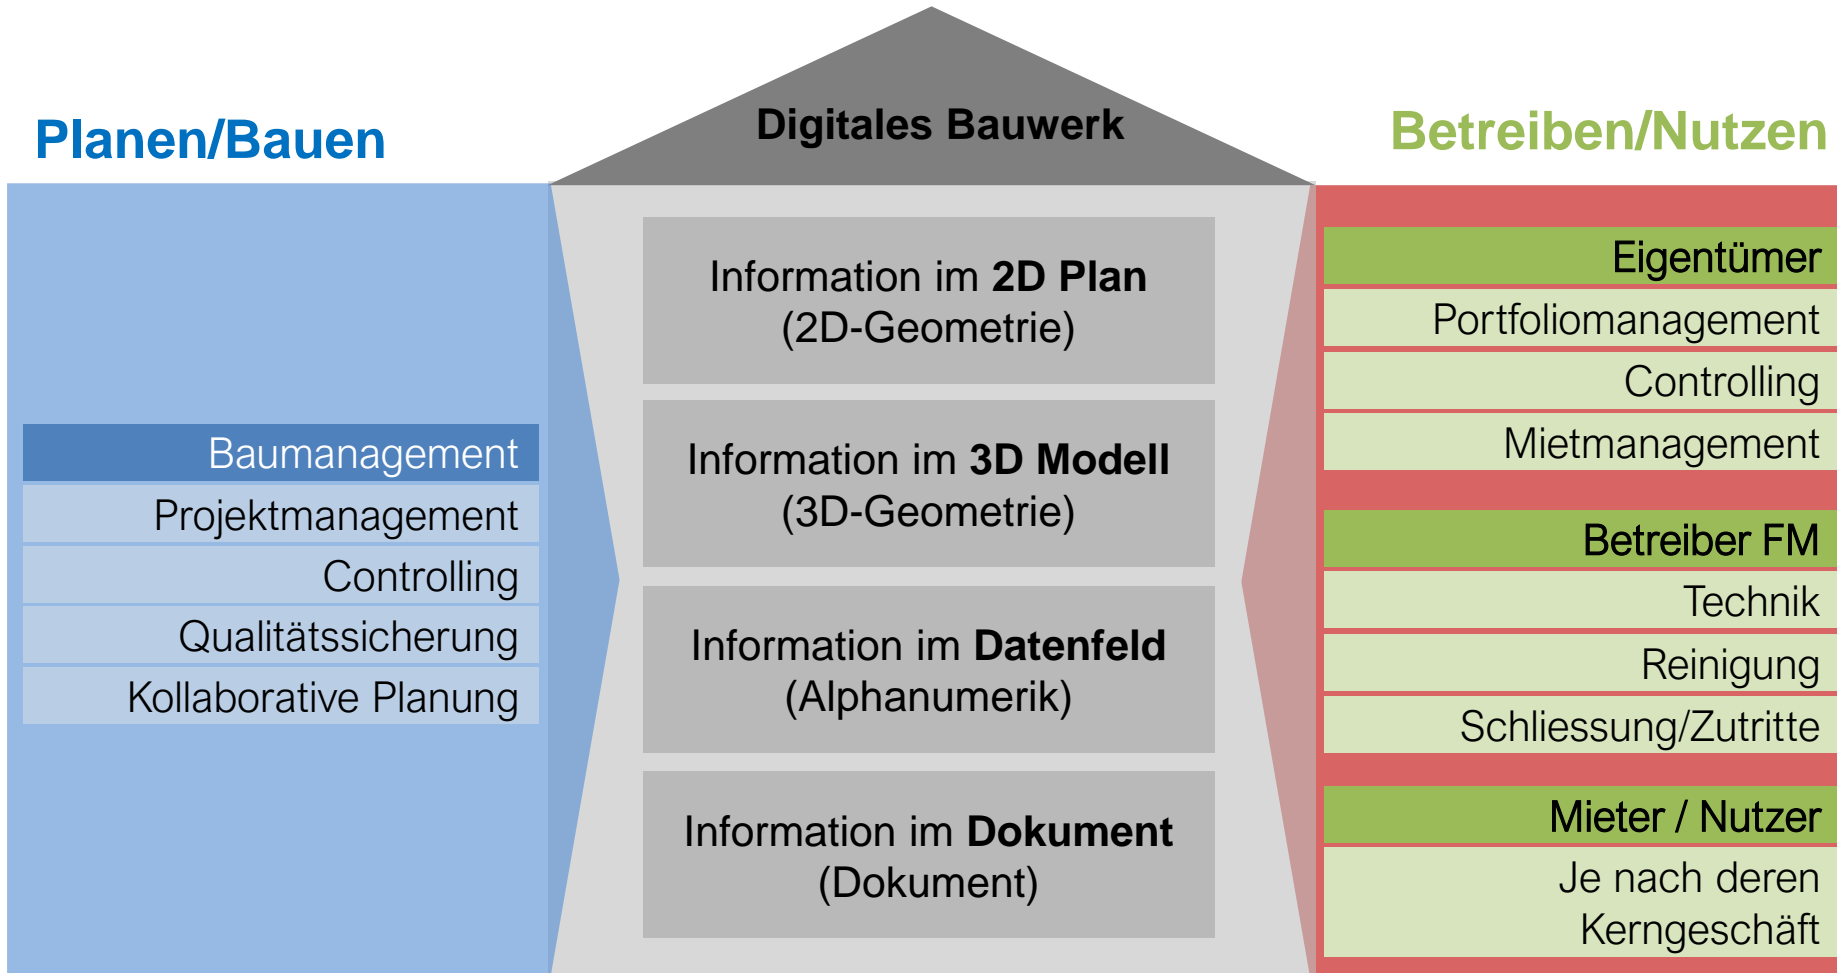 Digitales Bauwerk
Planen/Bauen
Baumanagement
Projektmanagement
Controlling
Qualitätssicherung
Kollaborative Planung
Information im 2D Plan
(2D-Geometrie)
Information im 3D Modell
(3D-Geometrie)
Information im Datenfeld
(Alphanumerik)
Information im Dokument
(Dokument)
Betreiben/Nutzen
Eigentümer
Portfoliomanagement
Controlling
Mietmanagement
Betreiber FM
Technik
Reinigung
Schliessung/Zutritte
Mieter / Nutzer
Je nach deren
Kerngeschäft